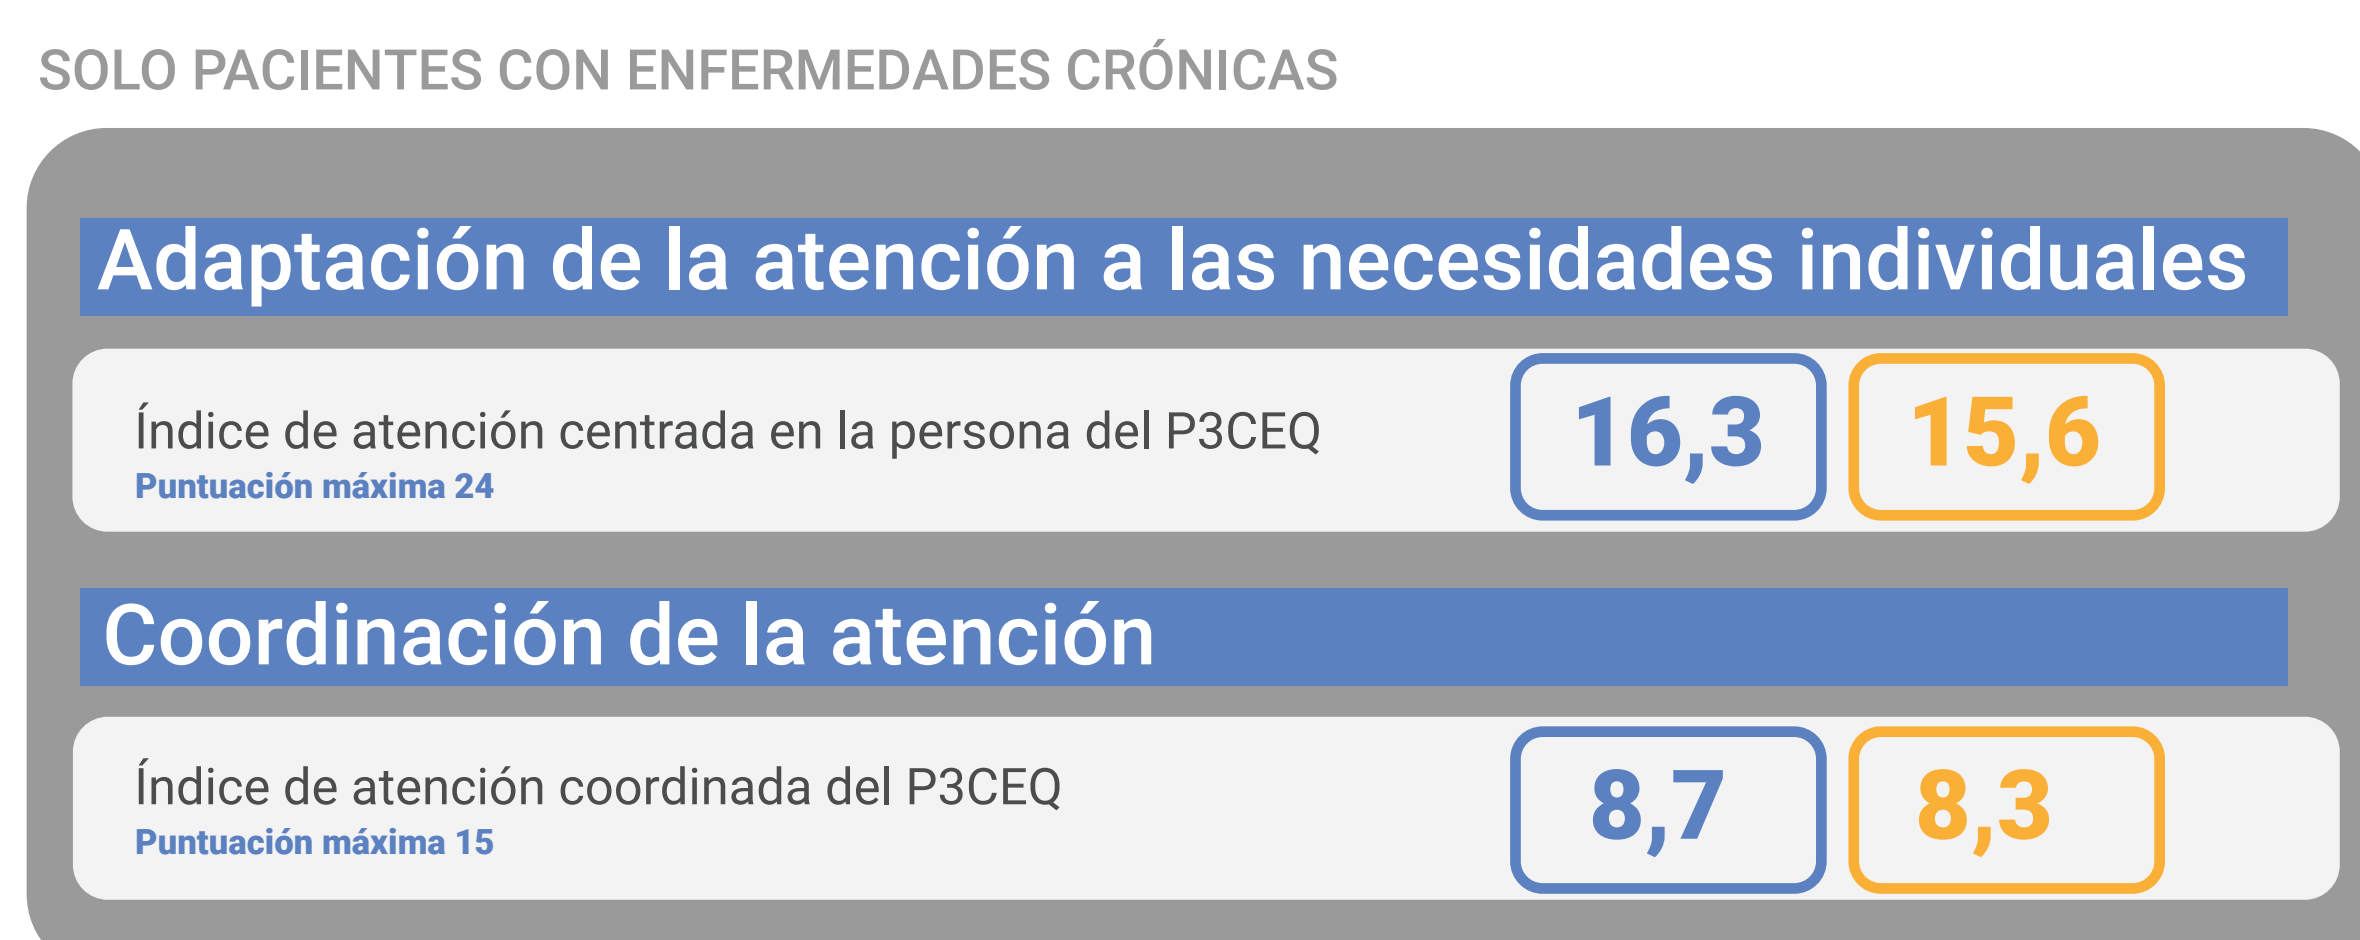 SOLO PACIENTES CON ENFERMEDADES CRÓNICAS
Adaptación de la atención a las necesidades individuales
Índice de atención centrada en la persona del P3CEQ
Puntuación máxima 24
16,3
15,6
Coordinación de la atención
Índice de atención coordinada del P3CEQ
Puntuación máxima 15
8,7
8,3